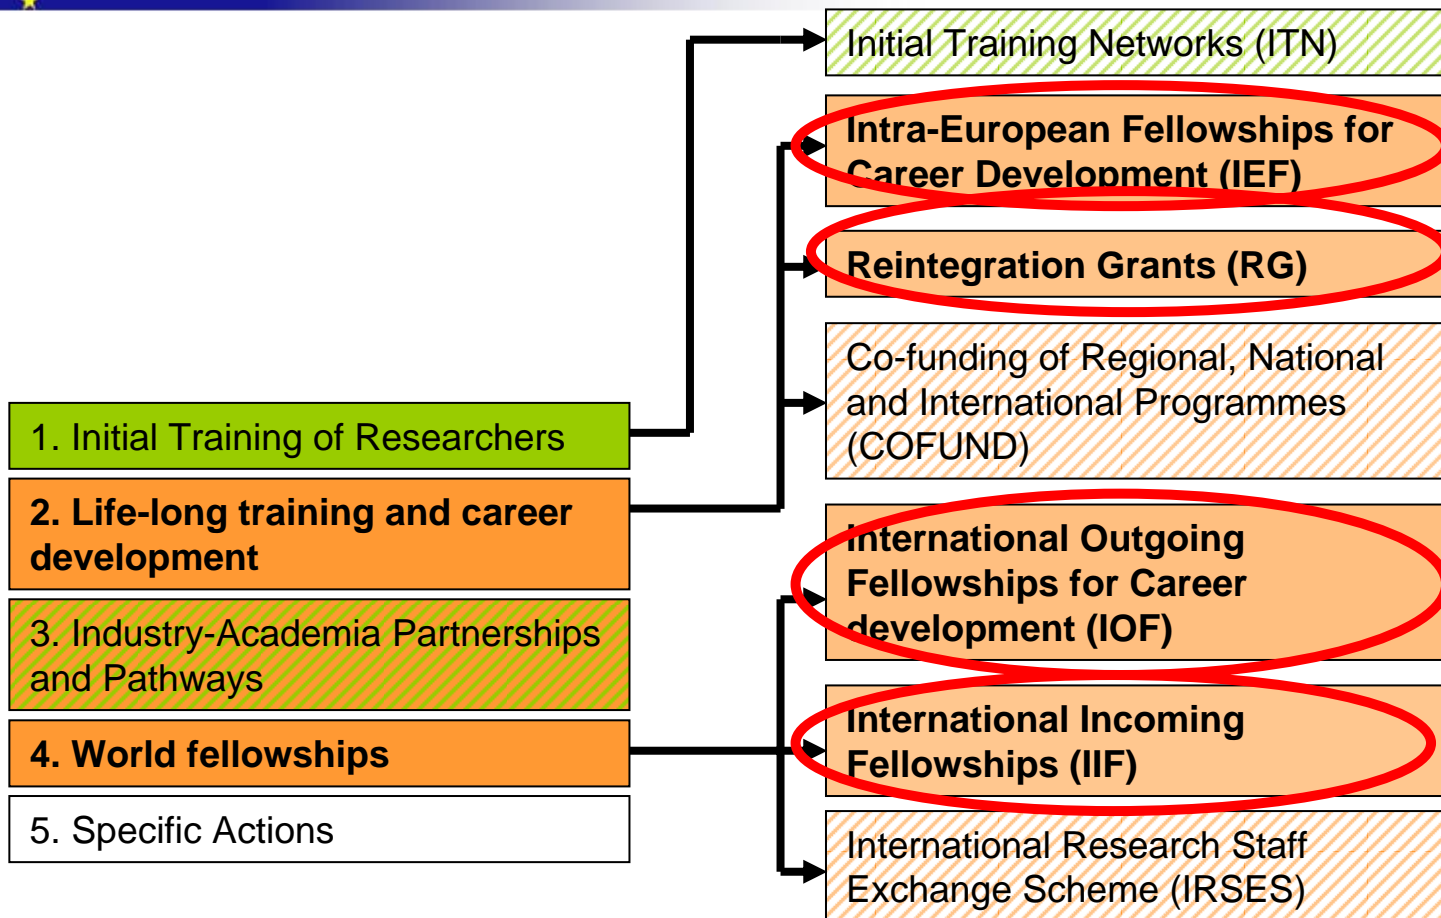 Initial Training Networks (ITN)
Intra-European Fellowships for
Career Development (IEF)
Reintegration Grants (RG)
Co-funding of Regional, National
and International Programmes
(COFUND)
1. Initial Training of Researchers
2. Life-long training and career
development
3. Industry-Academia Partnerships
and Pathways
4. World fellowships
5. Specific Actions
International Outgoing
Fellowships for Career
development (IOF)
International Incoming
Fellowships (IIF)
International Research Staff
Exchange Scheme (IRSES)